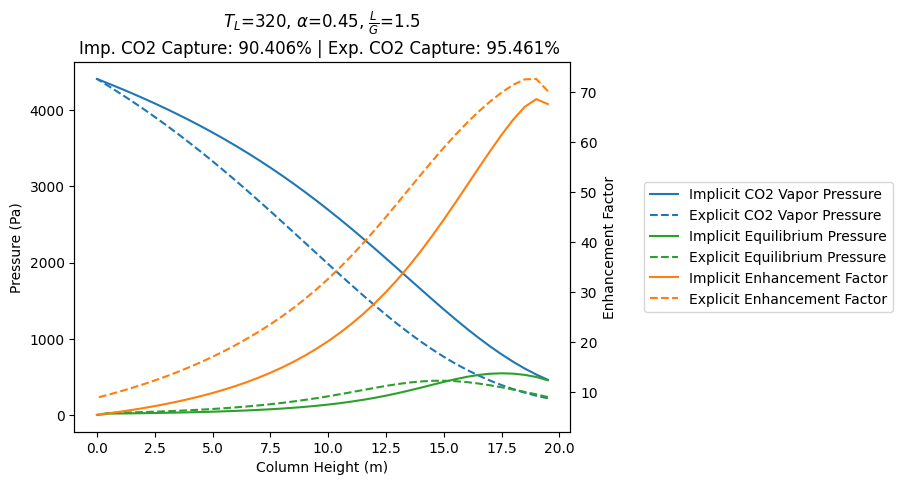 T_L=320, α=0.45, L/G=1.5
Imp. CO2 Capture: 90.406% | Exp. CO2 Capture: 95.461%
4000
3000
2000
1000
0
Pressure (Pa)
0.0 2.5 5.0 7.5 10.0 12.5 15.0 17.5 20.0
Column Height (m)
70
60
50
40
30
20
10
Enhancement Factor
Implicit CO2 Vapor Pressure
Explicit CO2 Vapor Pressure
Implicit Equilibrium Pressure
Explicit Equilibrium Pressure
Implicit Enhancement Factor
Explicit Enhancement Factor